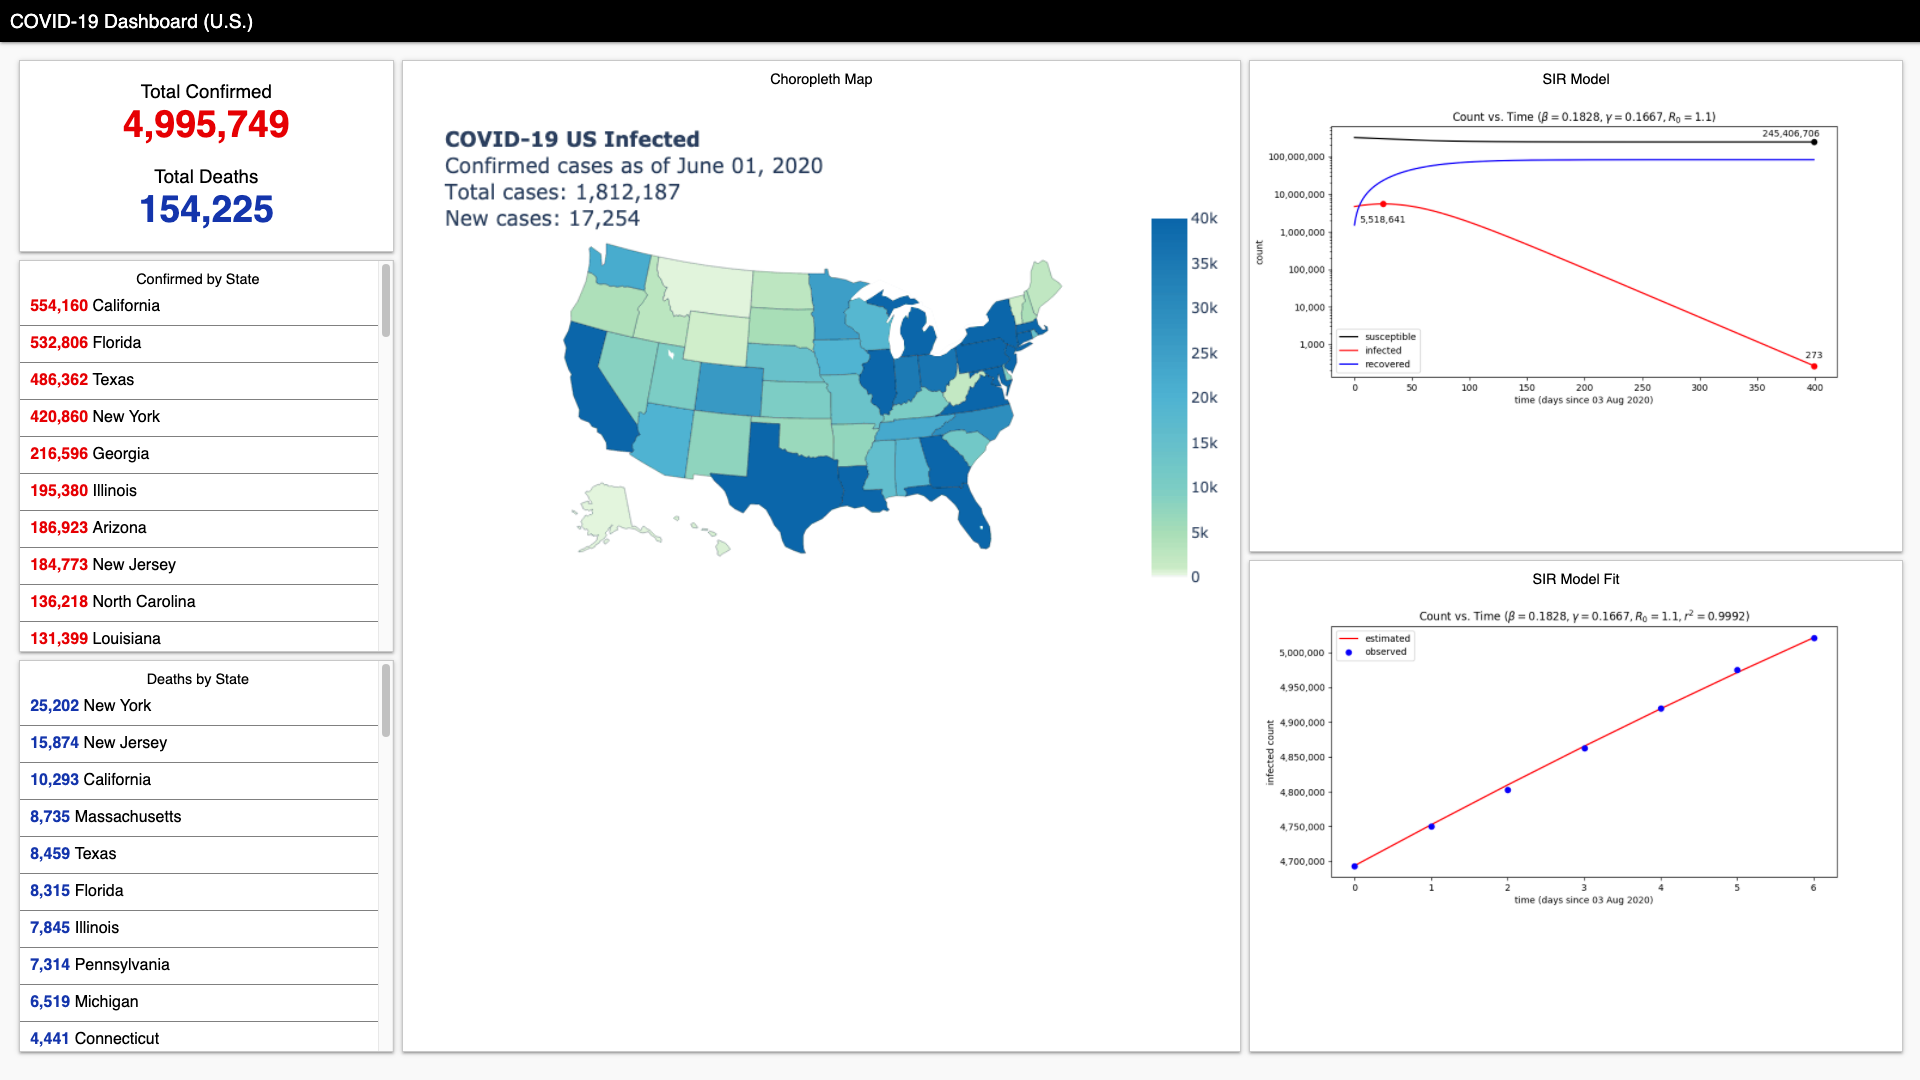 COVID-19 Dashboard (U.S.)
Total Confirmed
4,995,749
Total Deaths
154,225
Confirmed by State
554,160 California
532,806 Florida
486,362 Texas
420,860 New York
216,596 Georgia
195,380 Illinois
186,923 Arizona
184,773 New Jersey
136,218 North Carolina
131,399 Louisiana
Deaths by State
25,202 New York
15,874 New Jersey
10,293 California
8,735 Massachusetts
8,459 Texas
8,315 Florida
7,845 Illinois
7,314 Pennsylvania
6,519 Michigan
4,441 Connecticut
Choropleth Map
COVID-19 US Infected
Confirmed cases as of June 01, 2020
Total cases: 1,812,187
New cases: 17,254
40k
35k
30k
25k
20k
15k
10k
5k
0
SIR Model
Count vs. Time (β = 0.1828, γ = 0.1667, R₀ = 1.1)
245,406,706
100,000,000
10,000,000
1,000,000
100,000
10,000
1,000
count
5,518,641
273
susceptible
infected
recovered
0 50 100 150 200 250 300 350 400
time (days since 03 Aug 2020)
SIR Model Fit
Count vs. Time (β = 0.1828, γ = 0.1667, R₀ = 1.1, r² = 0.9992)
estimated
observed
5,000,000
4,950,000
4,900,000
4,850,000
4,800,000
4,750,000
4,700,000
infected count
0 1 2 3 4 5 6
time (days since 03 Aug 2020)